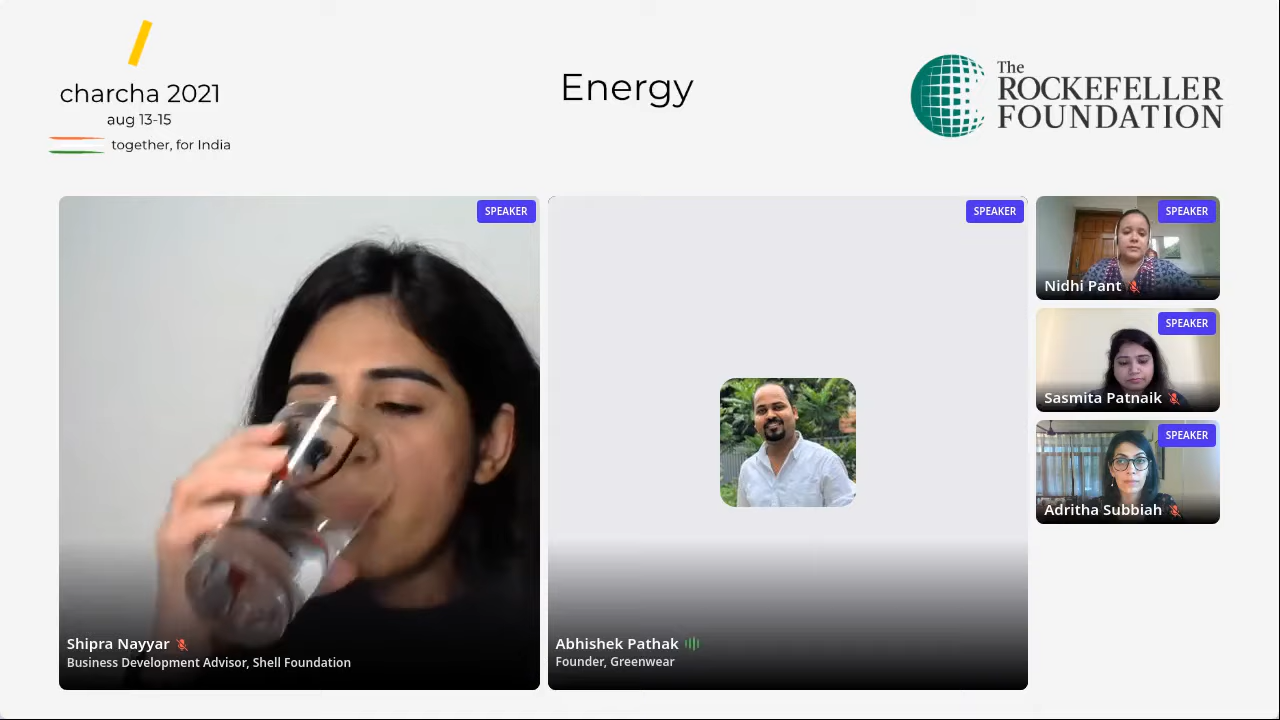 charcha 2021
aug 13-15
together, for India
Energy
The
ROCKEFELLER
FOUNDATION
SPEAKER
Shipra Nayyar
Business Development Advisor, Shell Foundation
SPEAKER
Abhishek Pathak
Founder, Greenwear
SPEAKER
Nidhi Pant
SPEAKER
Sasmita Patnaik
SPEAKER
Adritha Subbiah